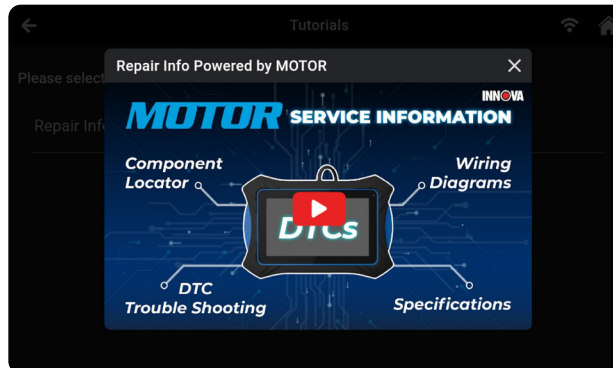 Tutorials
Repair Info Powered by MOTOR
Please select
Repair Info
INNOVA
MOTOR SERVICE INFORMATION
Component
Locator
Wiring
Diagrams
DTCs
DTC
Trouble Shooting
Specifications